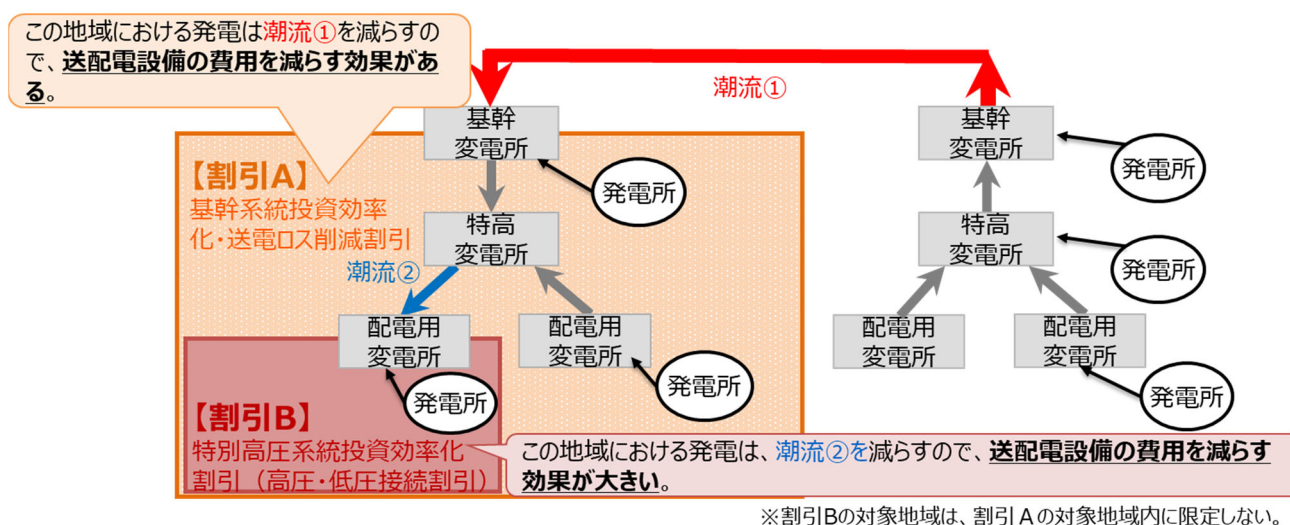 この地域における発電は潮流①を減らすの
で、送配電設備の費用を減らす効果があ
る。
潮流①
基幹
変電所
発電所
【割引A】
基幹系統投資効率
化・送電ロス削減割引
特高
変電所
潮流②
配電用
変電所
発電所
配電用
変電所
発電所
【割引B】
特別高圧系統投資効率化
割引（高圧・低圧接続割引）
この地域における発電は、潮流②を減らすので、送配電設備の費用を減らす
効果が大きい。
基幹
変電所
発電所
特高
変電所
発電所
配電用
変電所
配電用
変電所
発電所
※割引Bの対象地域は、割引Aの対象地域内に限定しない。